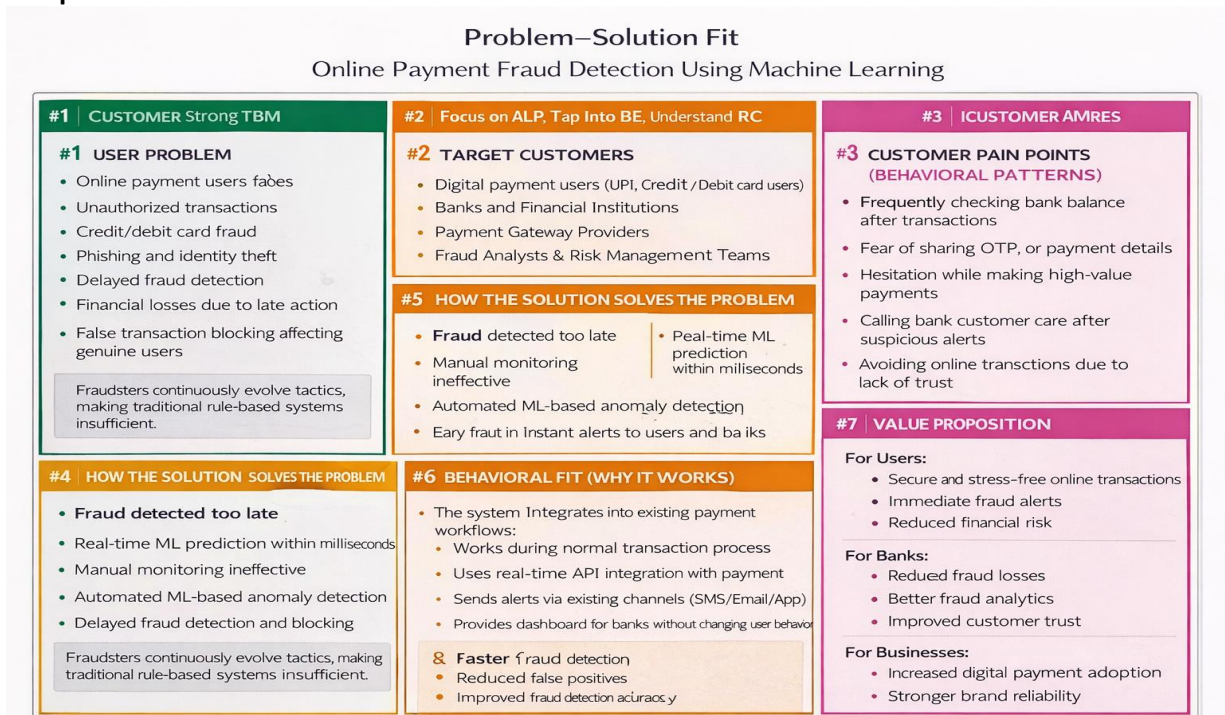 Problem–Solution Fit
Online Payment Fraud Detection Using Machine Learning
#1 | CUSTOMER Strong TBM
#1 USER PROBLEM
• Online payment users faces
• Unauthorized transactions
• Credit/debit card fraud
• Phishing and identity theft
• Delayed fraud detection
• Financial losses due to late action
• False transaction blocking affecting
genuine users
Fraudsters continuously evolve tactics,
making traditional rule-based systems
insufficient.
#2 | Focus on ALP, Tap Into BE, Understand RC
#2 TARGET CUSTOMERS
• Digital payment users (UPI, Credit / Debit card users)
• Banks and Financial Institutions
• Payment Gateway Providers
• Fraud Analysts & Risk Management Teams
#3 | ICUSTOMER AMRES
#3 CUSTOMER PAIN POINTS
(BEHAVIORAL PATTERNS)
• Frequently checking bank balance
after transactions
• Fear of sharing OTP, or payment details
• Hesitation while making high-value
payments
• Calling bank customer care after
suspicious alerts
• Avoiding online transctions due to
lack of trust
#5 HOW THE SOLUTION SOLVES THE PROBLEM
• Fraud detected too late
• Manual monitoring
ineffective
• Peal-time ML
prediction
within miliseconds
• Automated ML-based anomaly detection
• Eary fraut in Instant alerts to users and ba iks
#4 | HOW THE SOLUTION SOLVES THE PROBLEM
• Fraud detected too late
• Real-time ML prediction within milliseconds
• Manual monitoring ineffective
• Automated ML-based anomaly detection
• Delayed fraud detection and blocking
Fraudsters continuously evolve tactics, making
traditional rule-based systems insufficient.
#6 BEHAVIORAL FIT (WHY IT WORKS)
• The system Integrates into existing payment
workflows:
• Works during normal transaction process
• Uses real-time API integration with payment
• Sends alerts via existing channels (SMS/Email/App)
• Provides dashboard for banks without changing user behavior
& Faster fraud detection
• Reduced false positives
• Improved fraud detection acıuracs y
#7 | VALUE PROPOSITION
For Users:
• Secure and stress-free online transactions
• Immediate fraud alerts
• Reduced financial risk
For Banks:
• Reduced fraud losses
• Better fraud analytics
• Improved customer trust
For Businesses:
• Increased digital payment adoption
• Stronger brand reliability